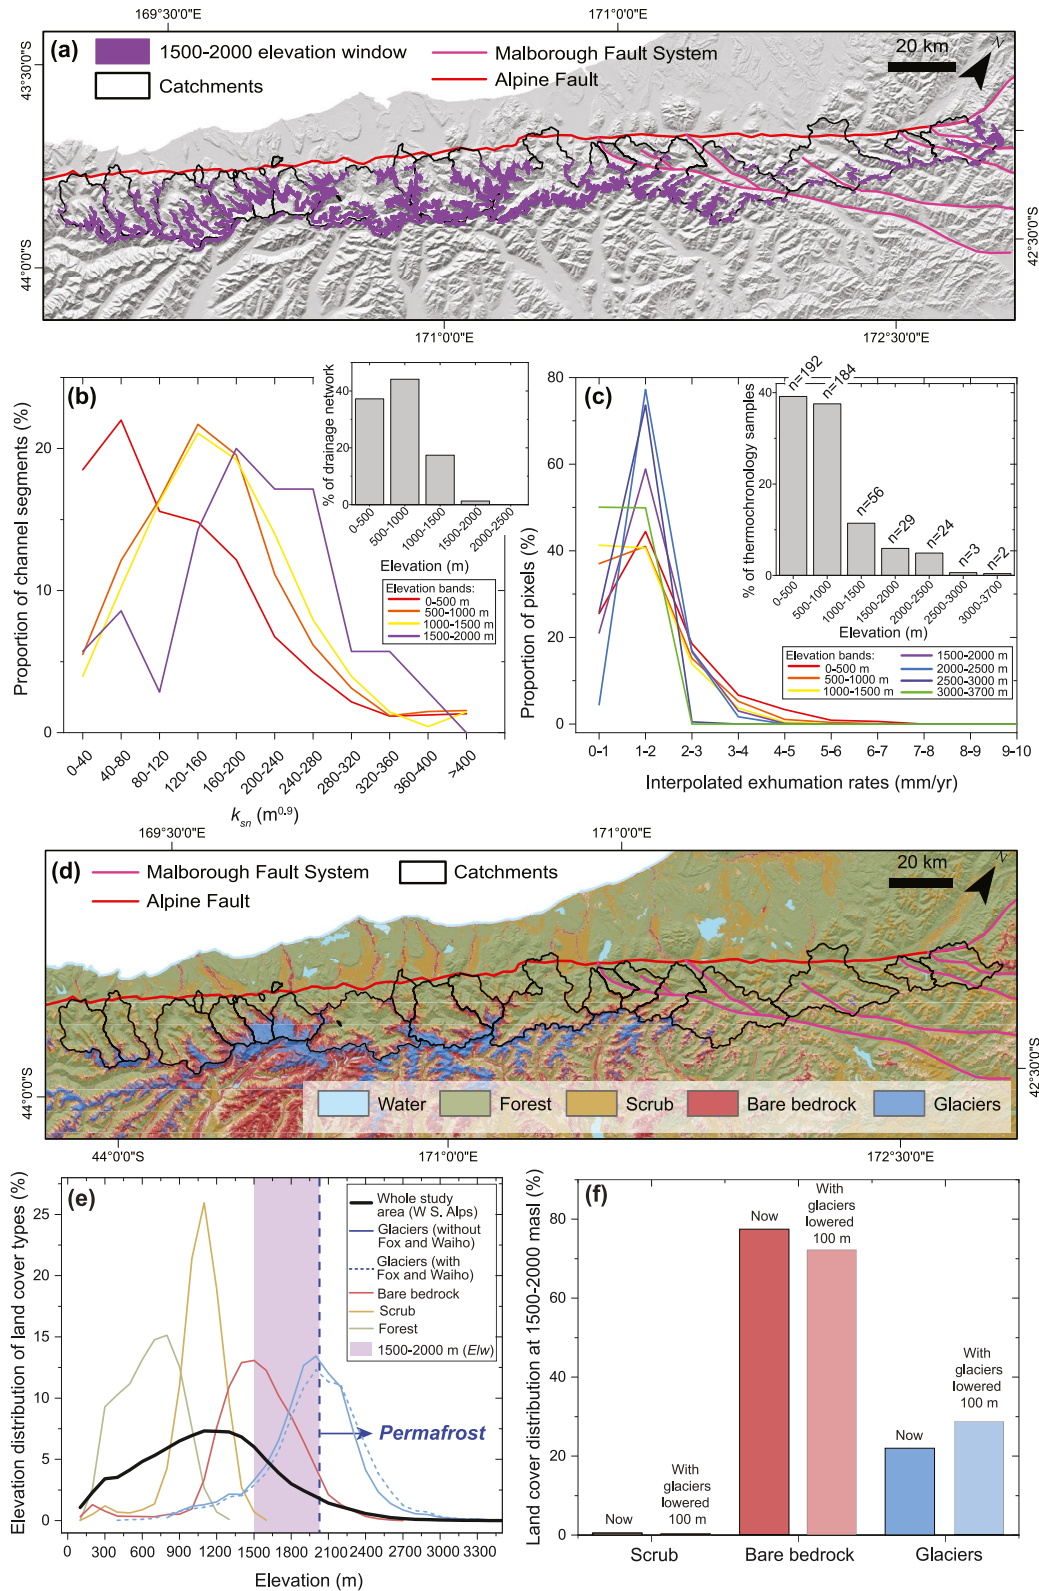 169°30'0"E
171°0'0"E
(a)
1500-2000 elevation window
Catchments
Malborough Fault System
Alpine Fault
20 km
N
43°30'0"S
44°0'0"S
42°30'0"S
171°0'0"E
172°30'0"E
(b)
Proportion of channel segments (%)
20
10
0
0-40
40-80
80-120
120-160
160-200
200-240
240-280
280-320
320-360
360-400
>400
ksn (m0.9)
% of drainage network
40
20
0
0-500
500-1000
1000-1500
1500-2000
2000-2500
Elevation (m)
Elevation bands:
0-500 m
500-1000 m
1000-1500 m
1500-2000 m
(c)
Proportion of pixels (%)
80
60
40
20
0
0-1
1-2
2-3
3-4
4-5
5-6
6-7
7-8
8-9
9-10
Interpolated exhumation rates (mm/yr)
% of thermochronology samples
40
20
0
n=192
n=184
n=56
n=29
n=24
n=3
n=2
0-500
500-1000
1000-1500
1500-2000
2000-2500
2500-3000
3000-3700
Elevation (m)
Elevation bands:
0-500 m
500-1000 m
1000-1500 m
1500-2000 m
2000-2500 m
2500-3000 m
3000-3700 m
169°30'0"E
171°0'0"E
(d)
Malborough Fault System
Catchments
Alpine Fault
20 km
N
44°0'0"S
42°30'0"S
Water
Forest
Scrub
Bare bedrock
Glaciers
44°0'0"S
171°0'0"E
172°30'0"E
(e)
Elevation distribution of land cover types (%)
25
20
15
10
5
0
0
300
600
900
1200
1500
1800
2100
2400
2700
3000
3300
Elevation (m)
Whole study
area (W S. Alps)
Glaciers (without
Fox and Waiho)
Glaciers (with
Fox and Waiho)
Bare bedrock
Scrub
Forest
1500-2000 m (Elw)
Permafrost
(f)
Land cover distribution at 1500-2000 masl (%)
80
60
40
20
0
Now
With
glaciers
lowered
100 m
Now
With
glaciers
lowered
100 m
Now
With
glaciers
lowered
100 m
Scrub
Bare bedrock
Glaciers